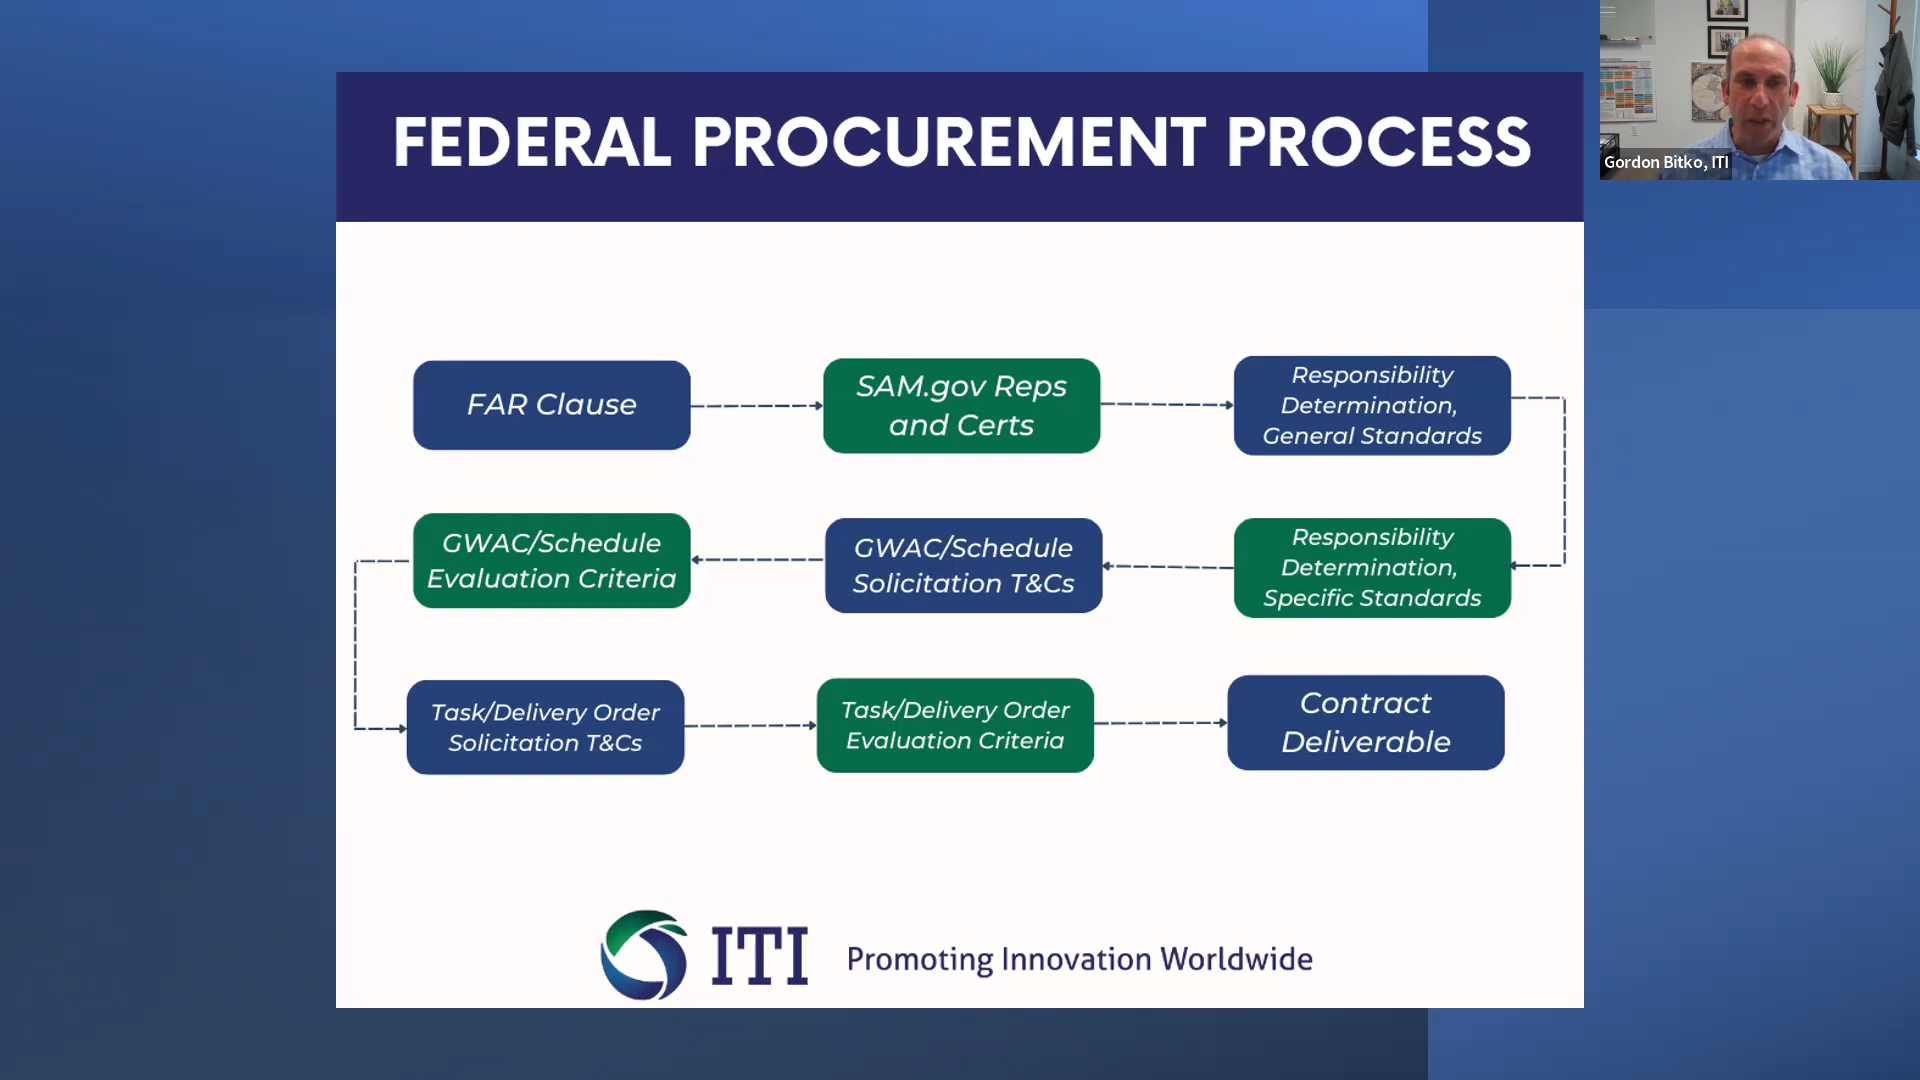 FEDERAL PROCUREMENT PROCESS
Gordon Bitko, ITI
FAR Clause
SAM.gov Reps
and Certs
Responsibility
Determination,
General Standards
Responsibility
Determination,
Specific Standards
GWAC/Schedule
Solicitation T&Cs
GWAC/Schedule
Evaluation Criteria
Task/Delivery Order
Solicitation T&Cs
Task/Delivery Order
Evaluation Criteria
Contract
Deliverable
ITI
Promoting Innovation Worldwide